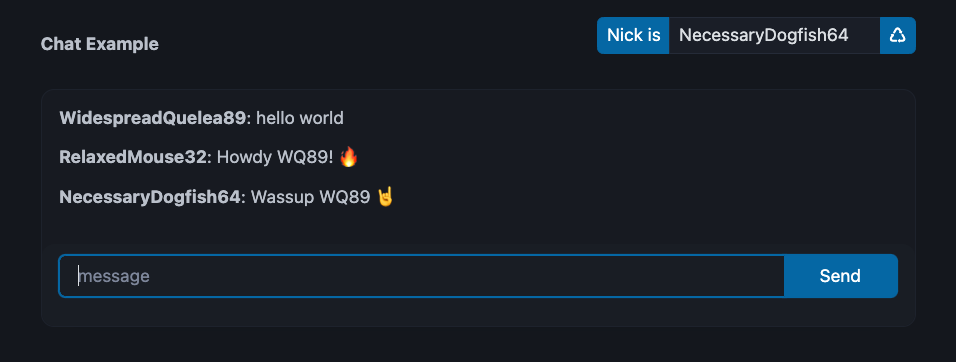 Chat Example
Nick is NecessaryDogfish64
WidespreadQuelea89: hello world
RelaxedMouse32: Howdy WQ89! 🔥
NecessaryDogfish64: Wassup WQ89 🤘
message
Send